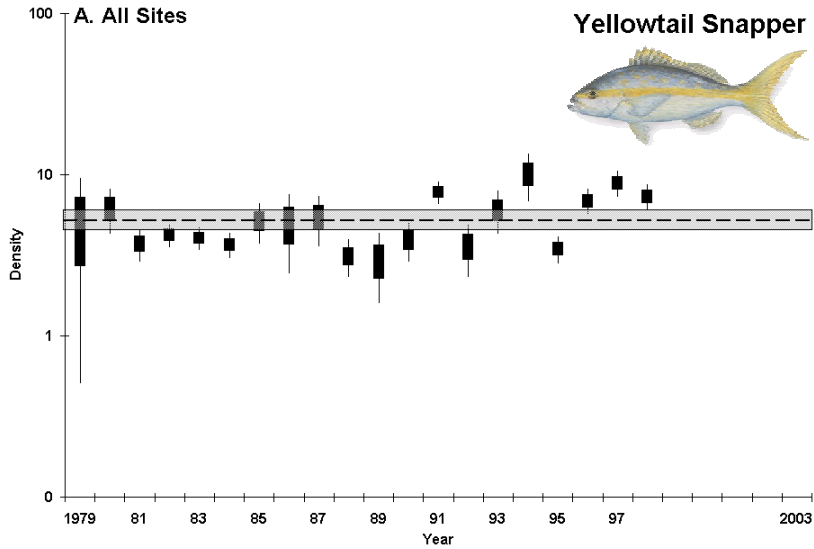 A. All Sites
Yellowtail Snapper
100
10
1
0
Density
1979 81 83 85 87 89 91 93 95 97 2003
Year